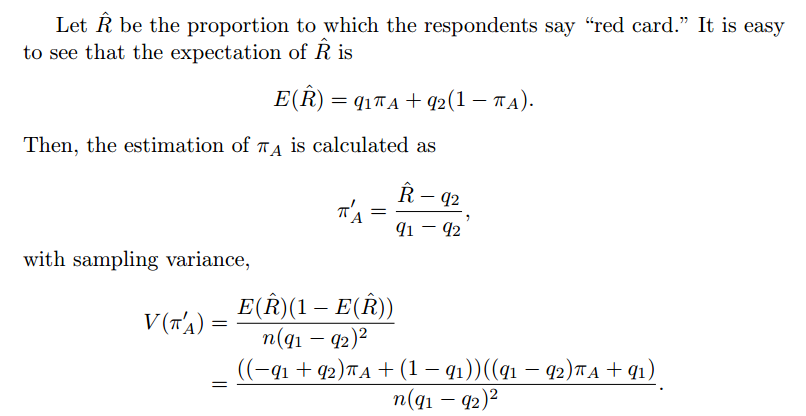 Let R̂ be the proportion to which the respondents say “red card.” It is easy
to see that the expectation of R̂ is
E(R̂) = q₁π_A + q₂(1 − π_A).
Then, the estimation of π_A is calculated as
π′_A = (R̂ − q₂) / (q₁ − q₂),
with sampling variance,
V(π′_A) = E(R̂)(1 − E(R̂)) / n(q₁ − q₂)²
= ((−q₁ + q₂)π_A + (1 − q₁))((q₁ − q₂)π_A + q₁) / n(q₁ − q₂)².